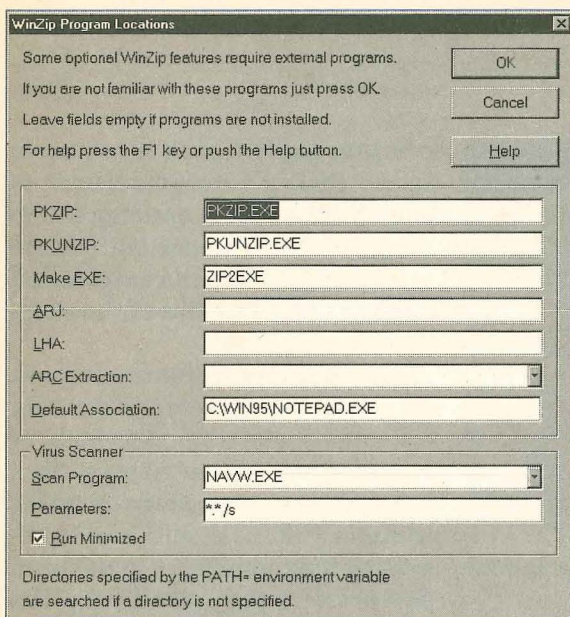 WinZip Program Locations
Some optional WinZip features require external programs.
If you are not familiar with these programs just press OK.
Leave fields empty if programs are not installed.
For help press the F1 key or push the Help button.
OK
Cancel
Help
PKZIP: PKZIP.EXE
PKUNZIP: PKUNZIP.EXE
Make EXE: ZIP2EXE
ARJ:
LHA:
ARC Extraction:
Default Association: C:\WIN95\NOTEPAD.EXE
Virus Scanner
Scan Program: NAVW.EXE
Parameters: *.* /s
Run Minimized
Directories specified by the PATH= environment variable
are searched if a directory is not specified.